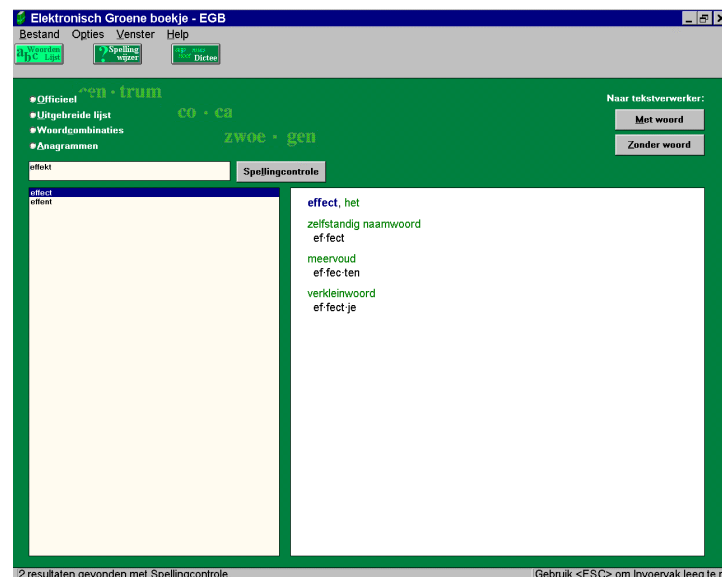 Elektronisch Groene boekje - EGB
Bestand Opties Venster Help
Woorden Lijst
Spelling wijzer
Dictee
cen·trum
co·ca
zwoe·gen
Officieel
Uitgebreide lijst
Woordcombinaties
Anagrammen
Naar tekstverwerker:
Met woord
Zonder woord
effekt
Spellingcontrole
effect
effent
effect, het
zelfstandig naamwoord
ef·fect
meervoud
ef·fec·ten
verkleinwoord
ef·fect·je
2 resultaten gevonden met Spellingcontrole
Gebruik <ESC> om Invoervak leeg te